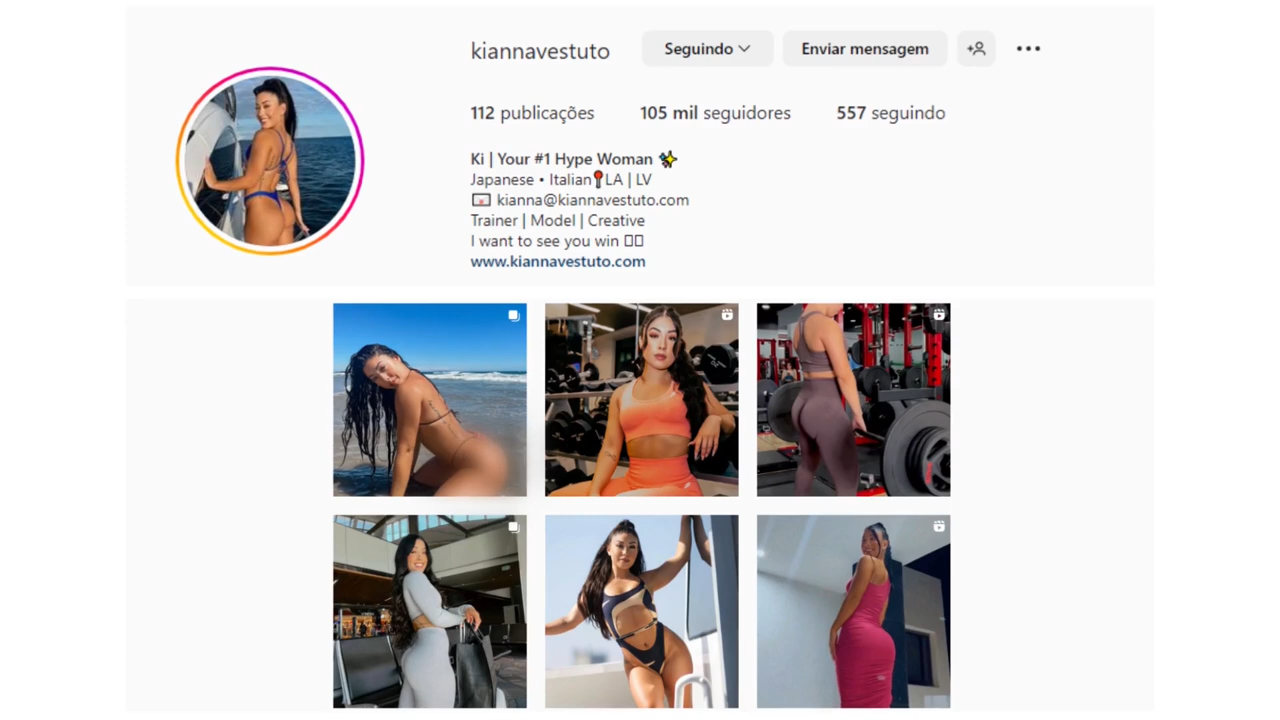 kiannavestuto Seguindo Enviar mensagem
112 publicações 105 mil seguidores 557 seguindo
Ki | Your #1 Hype Woman ✨
Japanese • Italian📍LA | LV
💌 kianna@kiannavestuto.com
Trainer | Model | Creative
I want to see you win
www.kiannavestuto.com